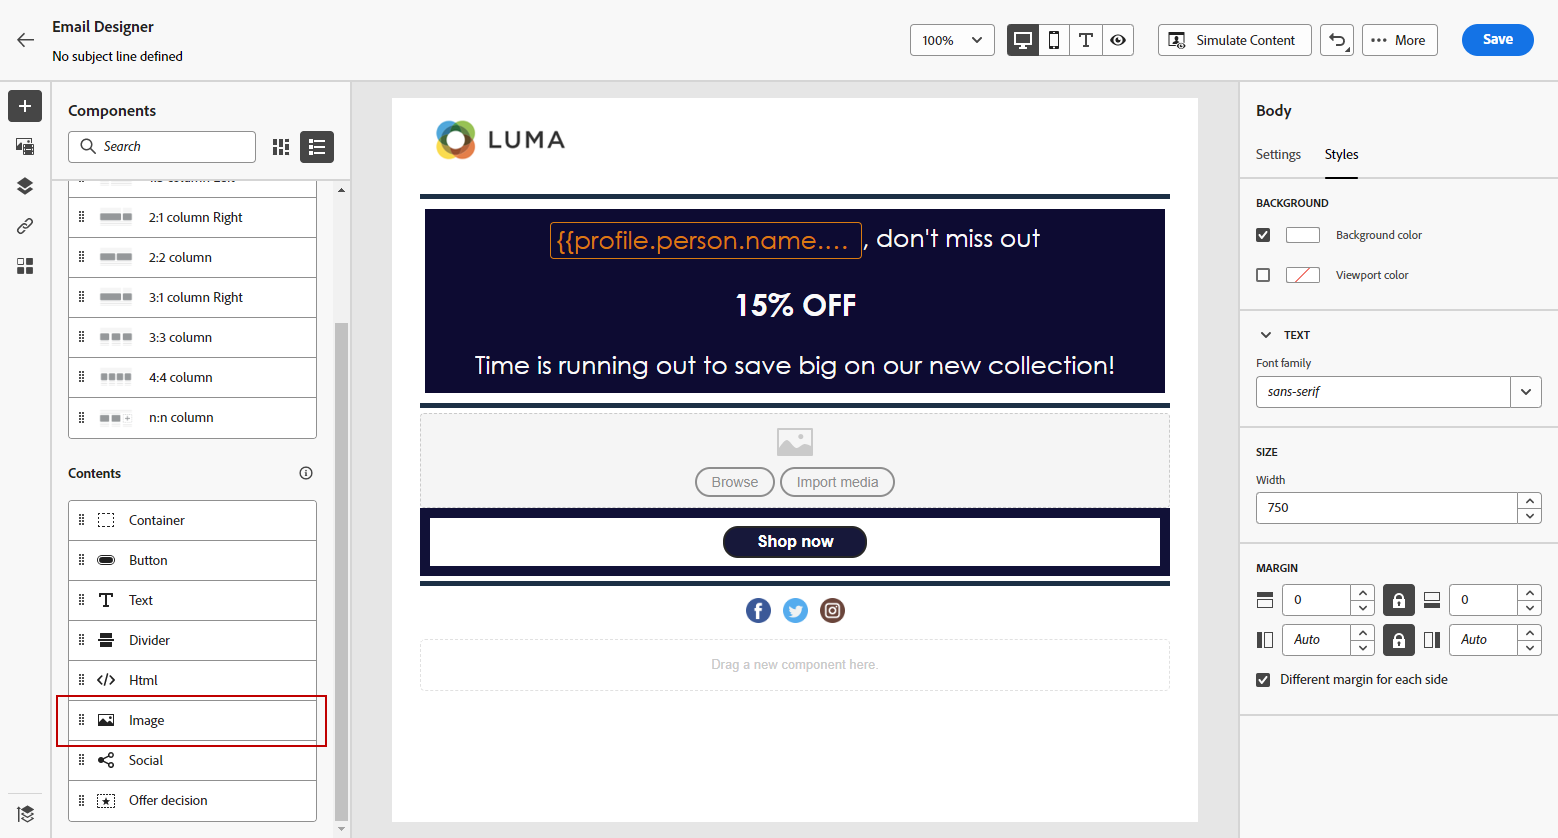 Email Designer
No subject line defined
100%
Simulate Content
More
Save
Components
Search
2:1 column Right
2:2 column
3:1 column Right
3:3 column
4:4 column
n:n column
Contents
Container
Button
Text
Divider
Html
Image
Social
Offer decision
LUMA
{{profile.person.name.... , don't miss out
15% OFF
Time is running out to save big on our new collection!
Browse
Import media
Shop now
Drag a new component here.
Body
Settings
Styles
BACKGROUND
Background color
Viewport color
TEXT
Font family
sans-serif
SIZE
Width
750
MARGIN
0
0
Auto
Auto
Different margin for each side